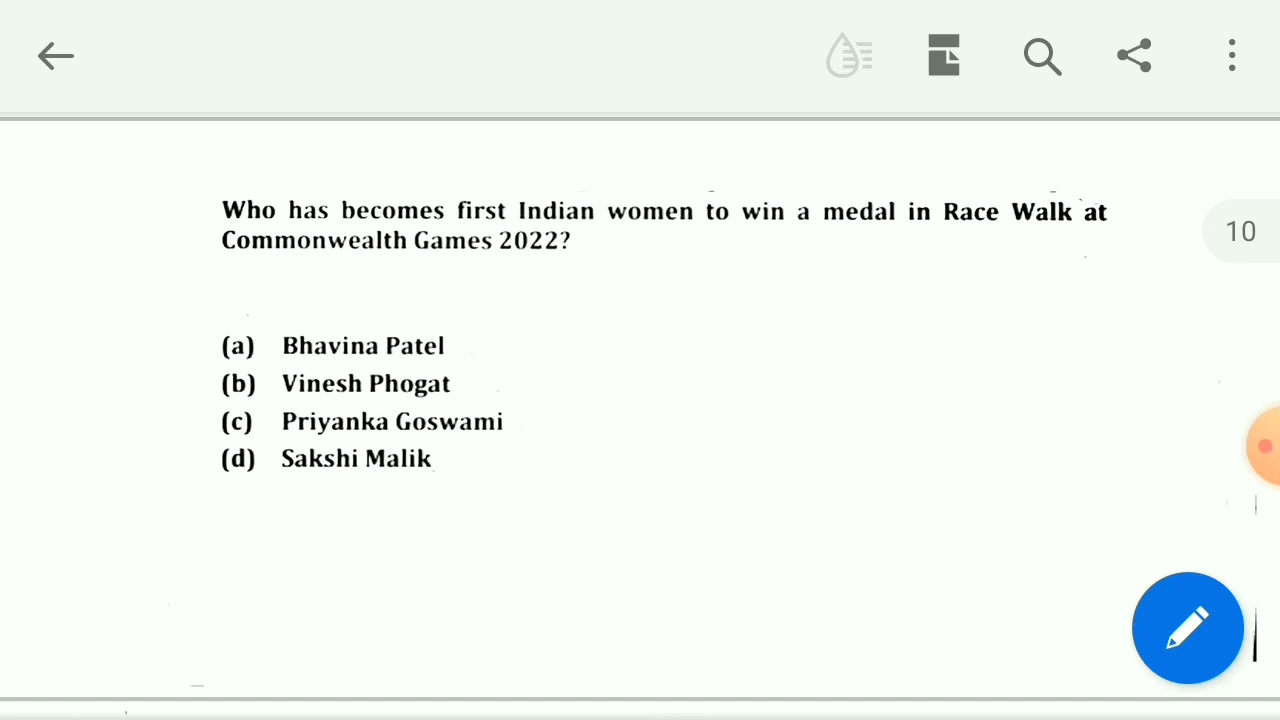 Who has becomes first Indian women to win a medal in Race Walk at
Commonwealth Games 2022?
10
(a) Bhavina Patel
(b) Vinesh Phogat
(c) Priyanka Goswami
(d) Sakshi Malik